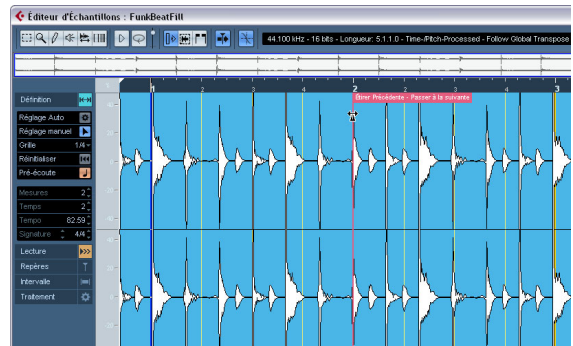 Éditeur d'Échantillons : FunkBeatFill
44.100 kHz - 16 bits - Longueur: 5.1.1.0 - Time-/Pitch-Processed - Follow Global Transpose
1 2 2 3 4 2 2 3 4 3
Étirer Précédente - Passer à la suivante
Définition
Réglage Auto
Réglage manuel
Grille 1/4
Réinitialiser
Pré-écoute
Mesures 2
Temps 2
Tempo 82.59
Signature 4/4
Lecture
Repères
Intervalle
Traitement